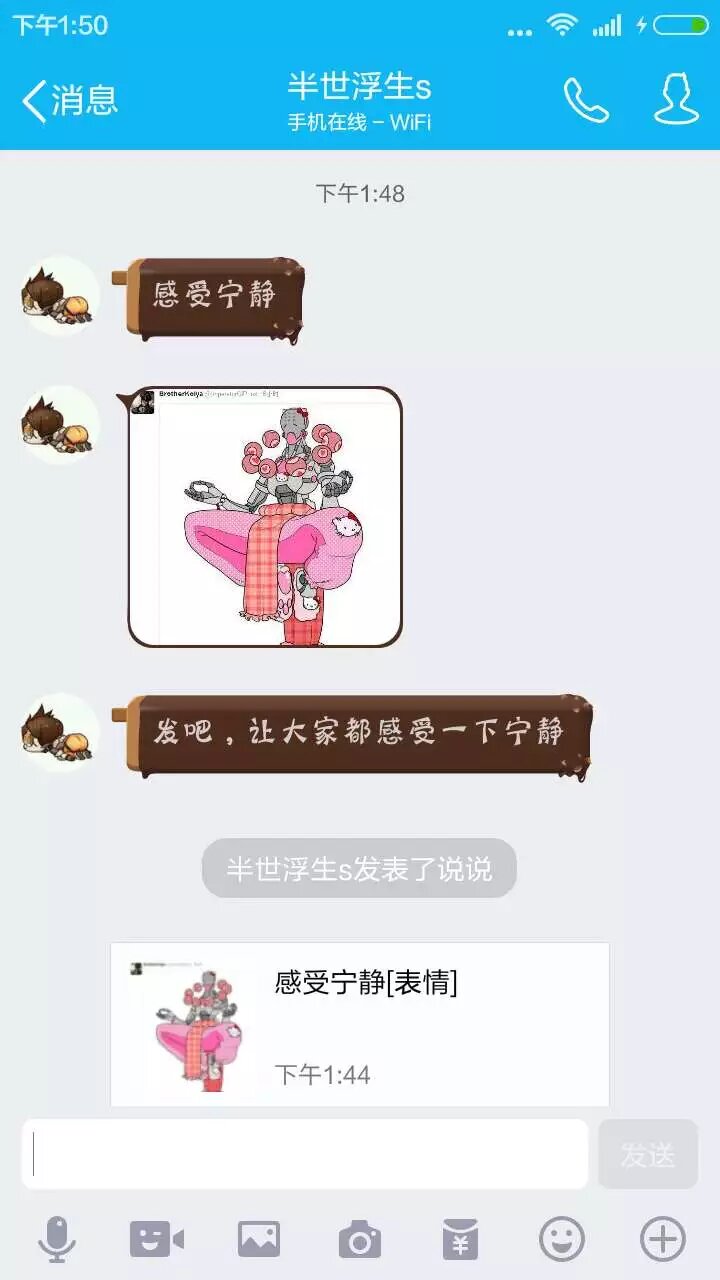 下午1:50
消息
半世浮生s
手机在线 – WiFi
下午1:48
感受宁静
BrotherKeiya
发吧，让大家都感受一下宁静
半世浮生s发表了说说
感受宁静[表情]
下午1:44
发送